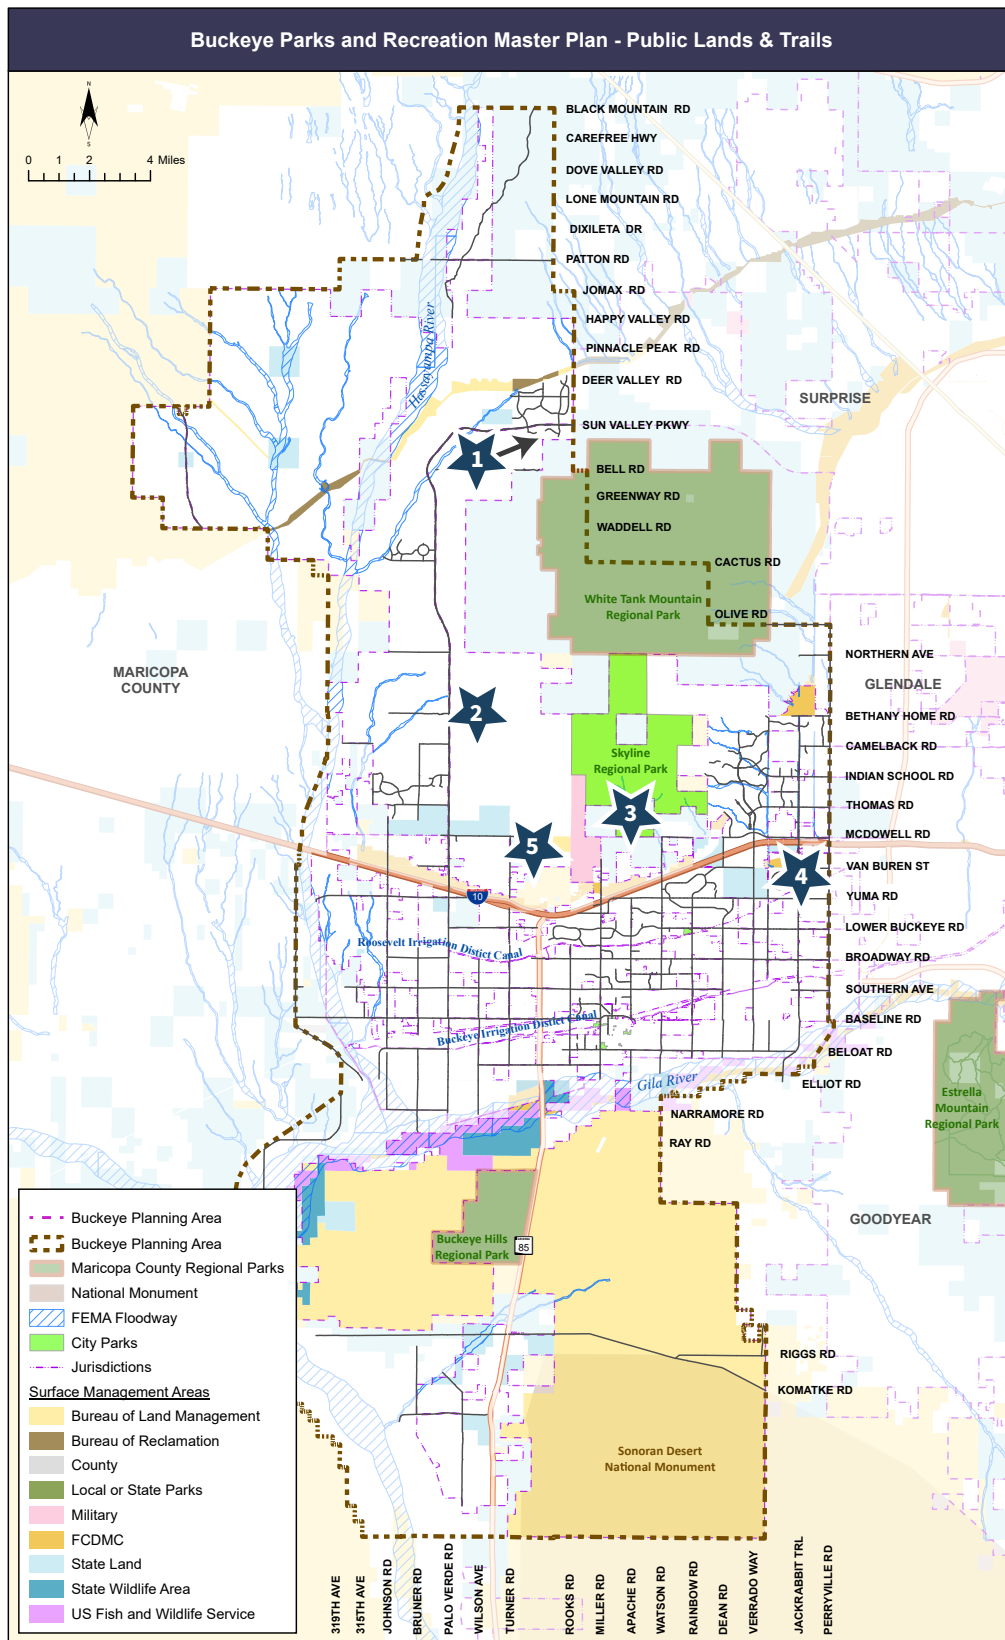 Buckeye Parks and Recreation Master Plan - Public Lands & Trails
N
S
0 1 2 4 Miles
BLACK MOUNTAIN RD
CAREFREE HWY
DOVE VALLEY RD
LONE MOUNTAIN RD
DIXILETA DR
PATTON RD
JOMAX RD
HAPPY VALLEY RD
PINNACLE PEAK RD
DEER VALLEY RD
SUN VALLEY PKWY
BELL RD
GREENWAY RD
WADDELL RD
CACTUS RD
OLIVE RD
NORTHERN AVE
BETHANY HOME RD
CAMELBACK RD
INDIAN SCHOOL RD
THOMAS RD
MCDOWELL RD
VAN BUREN ST
YUMA RD
LOWER BUCKEYE RD
BROADWAY RD
SOUTHERN AVE
BASELINE RD
BELOAT RD
ELLIOT RD
NARRAMORE RD
RAY RD
RIGGS RD
KOMATKE RD
Hassayampa River
SURPRISE
MARICOPA
COUNTY
GLENDALE
GOODYEAR
White Tank Mountain
Regional Park
Skyline
Regional Park
1
2
3
4
5
10
Roosevelt Irrigation Distict Canal
Buckeye Irrigation Distict Canal
Gila River
Estrella
Mountain
Regional Park
Buckeye Hills
Regional Park
85
Sonoran Desert
National Monument
Buckeye Planning Area
Buckeye Planning Area
Maricopa County Regional Parks
National Monument
FEMA Floodway
City Parks
Jurisdictions
Surface Management Areas
Bureau of Land Management
Bureau of Reclamation
County
Local or State Parks
Military
FCDMC
State Land
State Wildlife Area
US Fish and Wildlife Service
319TH AVE
315TH AVE
JOHNSON RD
BRUNER RD
PALO VERDE RD
WILSON AVE
TURNER RD
ROOKS RD
MILLER RD
APACHE RD
WATSON RD
RAINBOW RD
DEAN RD
VERRADO WAY
JACKRABBIT TRL
PERRYVILLE RD